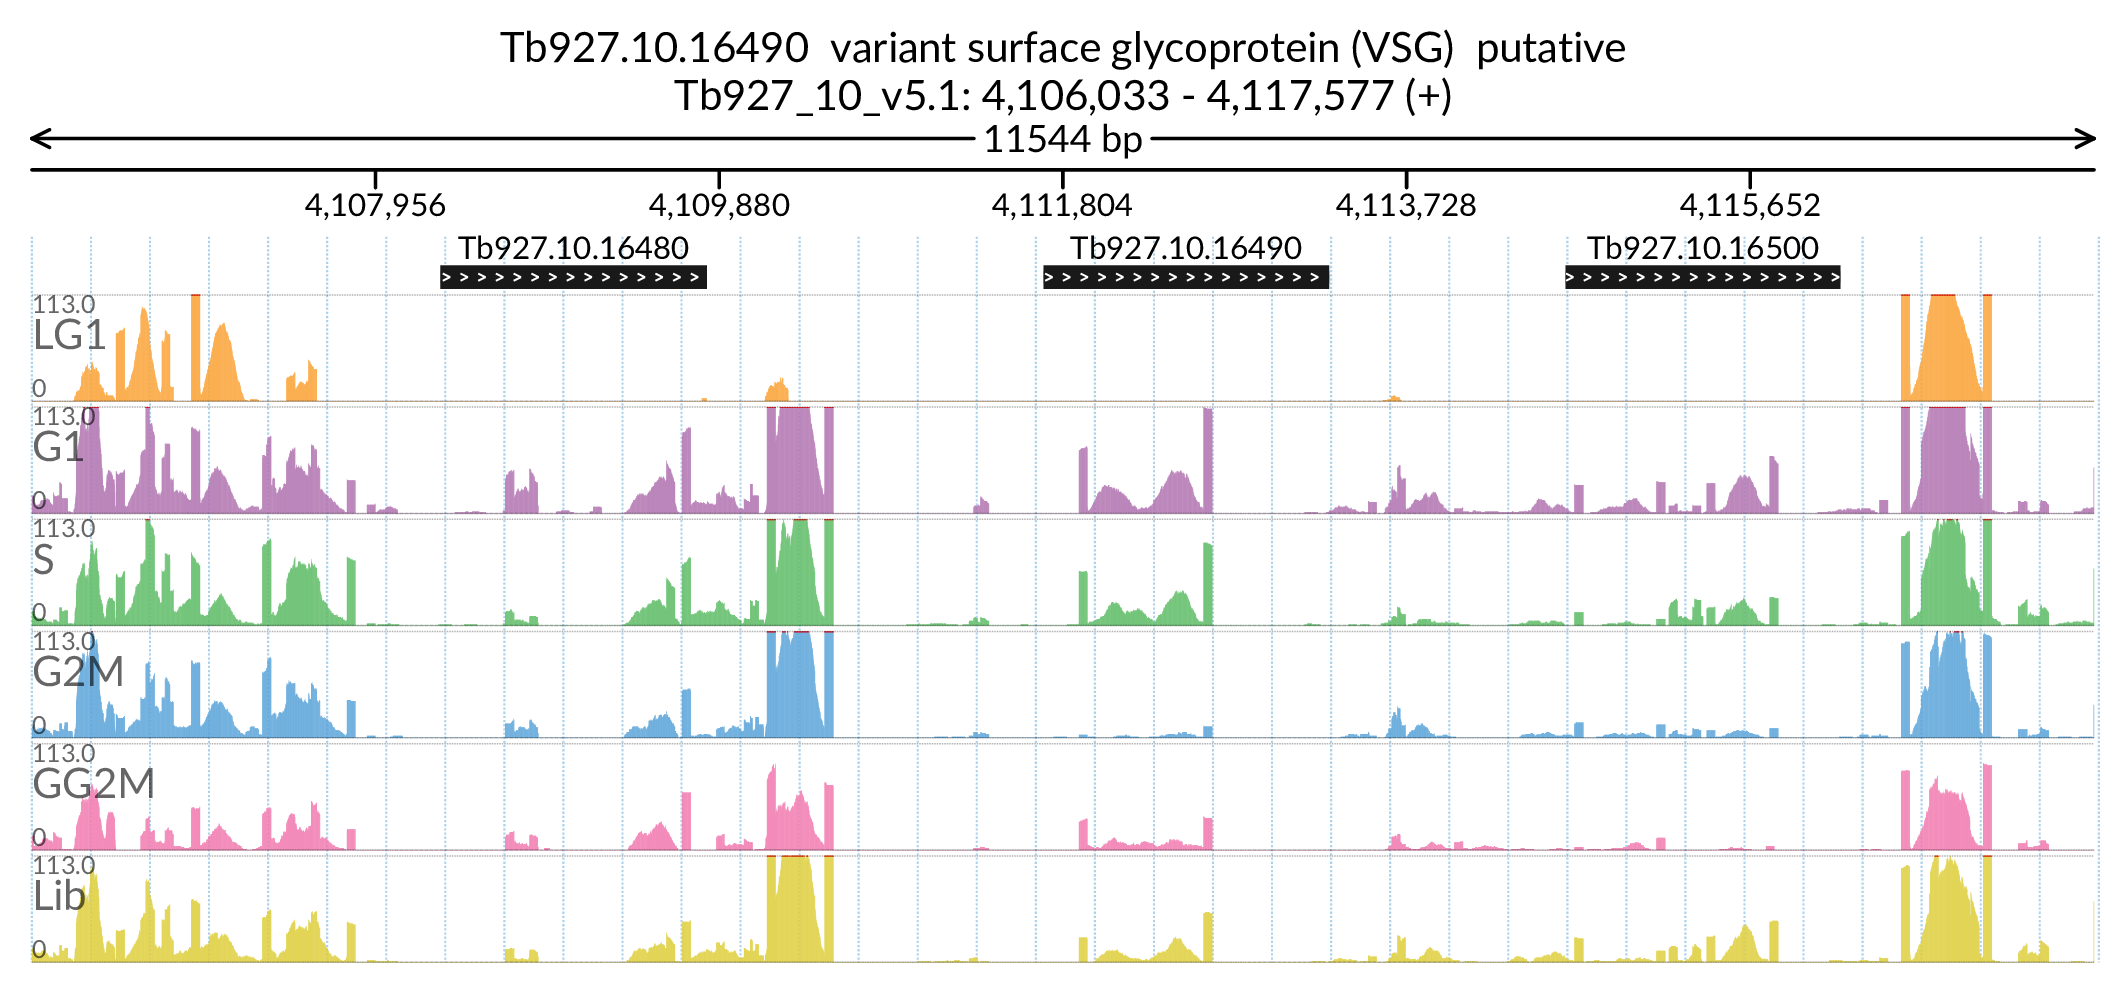 Tb927.10.16490 variant surface glycoprotein (VSG) putative
Tb927_10_v5.1: 4,106,033 - 4,117,577 (+)
11544 bp
4,107,956 4,109,880 4,111,804 4,113,728 4,115,652
Tb927.10.16480 Tb927.10.16490 Tb927.10.16500
113.0
LG1
0
113.0
G1
0
113.0
S
0
113.0
G2M
0
113.0
GG2M
0
113.0
Lib
0